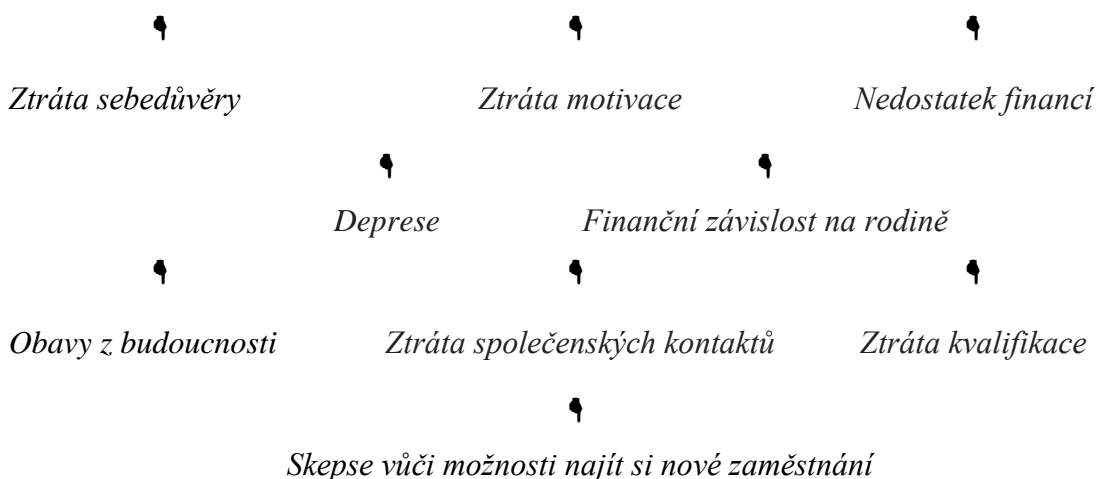 Ztráta sebedůvěry Ztráta motivace Nedostatek financí
Deprese Finanční závislost na rodině
Obavy z budoucnosti Ztráta společenských kontaktů Ztráta kvalifikace
Skepse vůči možnosti najít si nové zaměstnání